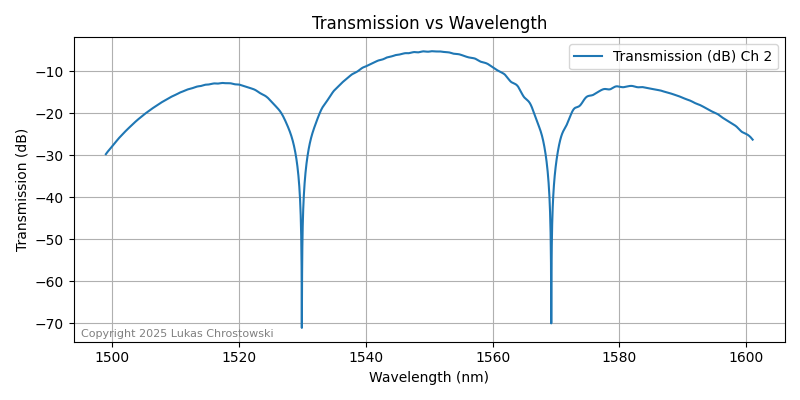 Transmission vs Wavelength
Transmission (dB) Ch 2
Transmission (dB)
−10
−20
−30
−40
−50
−60
−70
Copyright 2025 Lukas Chrostowski
1500 1520 1540 1560 1580 1600
Wavelength (nm)